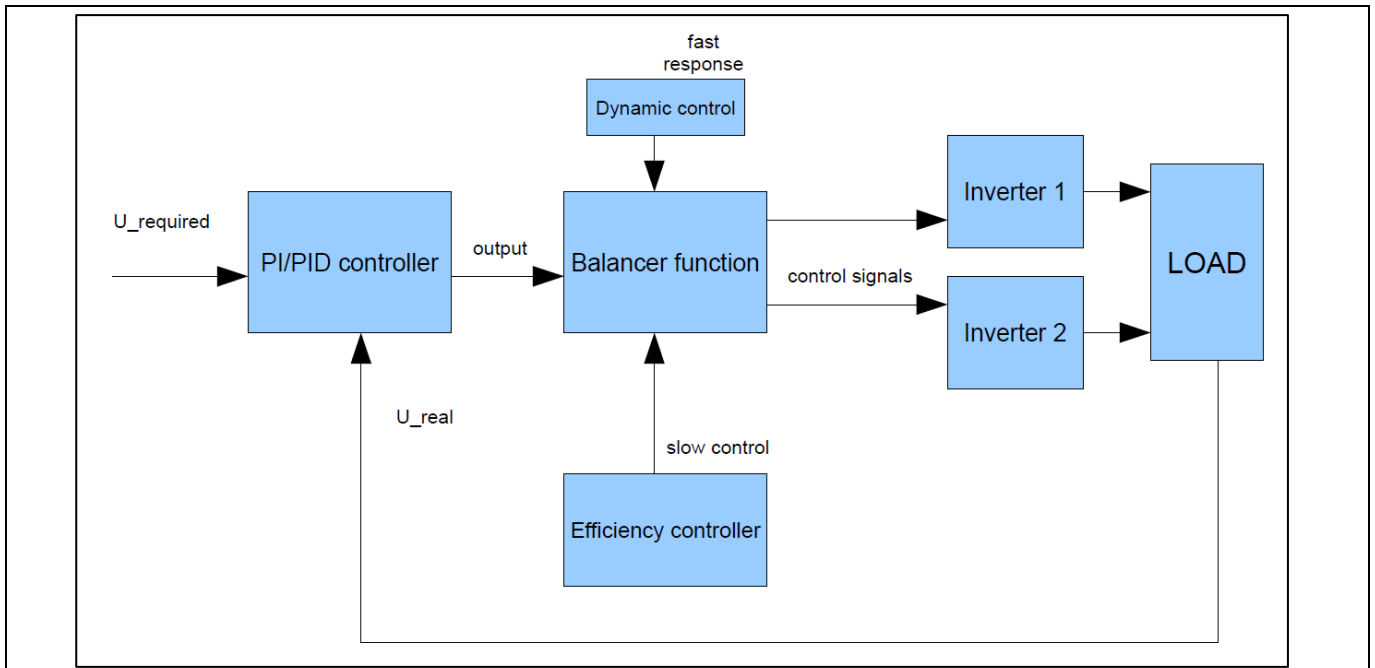 fast
response
Dynamic control
Inverter 1
U_required
PI/PID controller
output
Balancer function
LOAD
control signals
Inverter 2
U_real
slow control
Efficiency controller